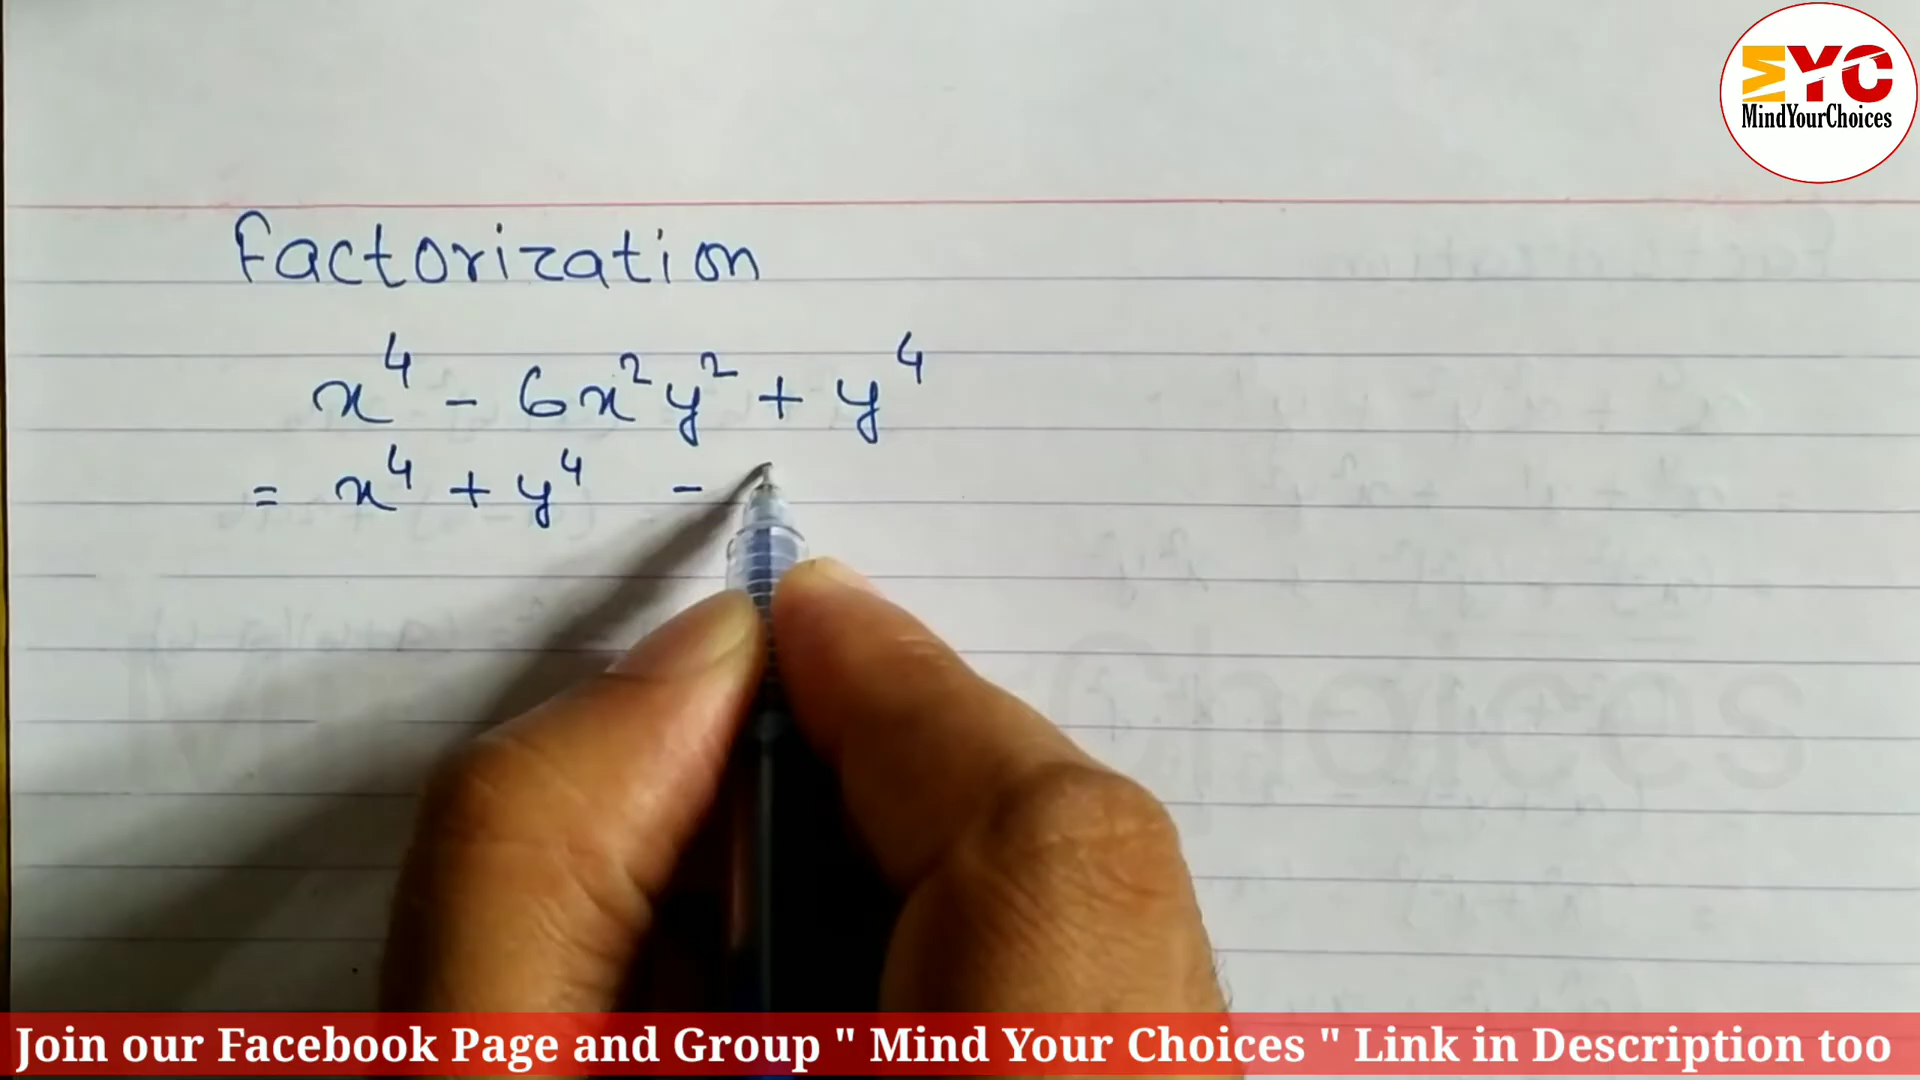 MYC
MindYourChoices
Factorization
x⁴ - 6x²y² + y⁴
= x⁴ + y⁴ -
Choices
Join our Facebook Page and Group " Mind Your Choices " Link in Description too